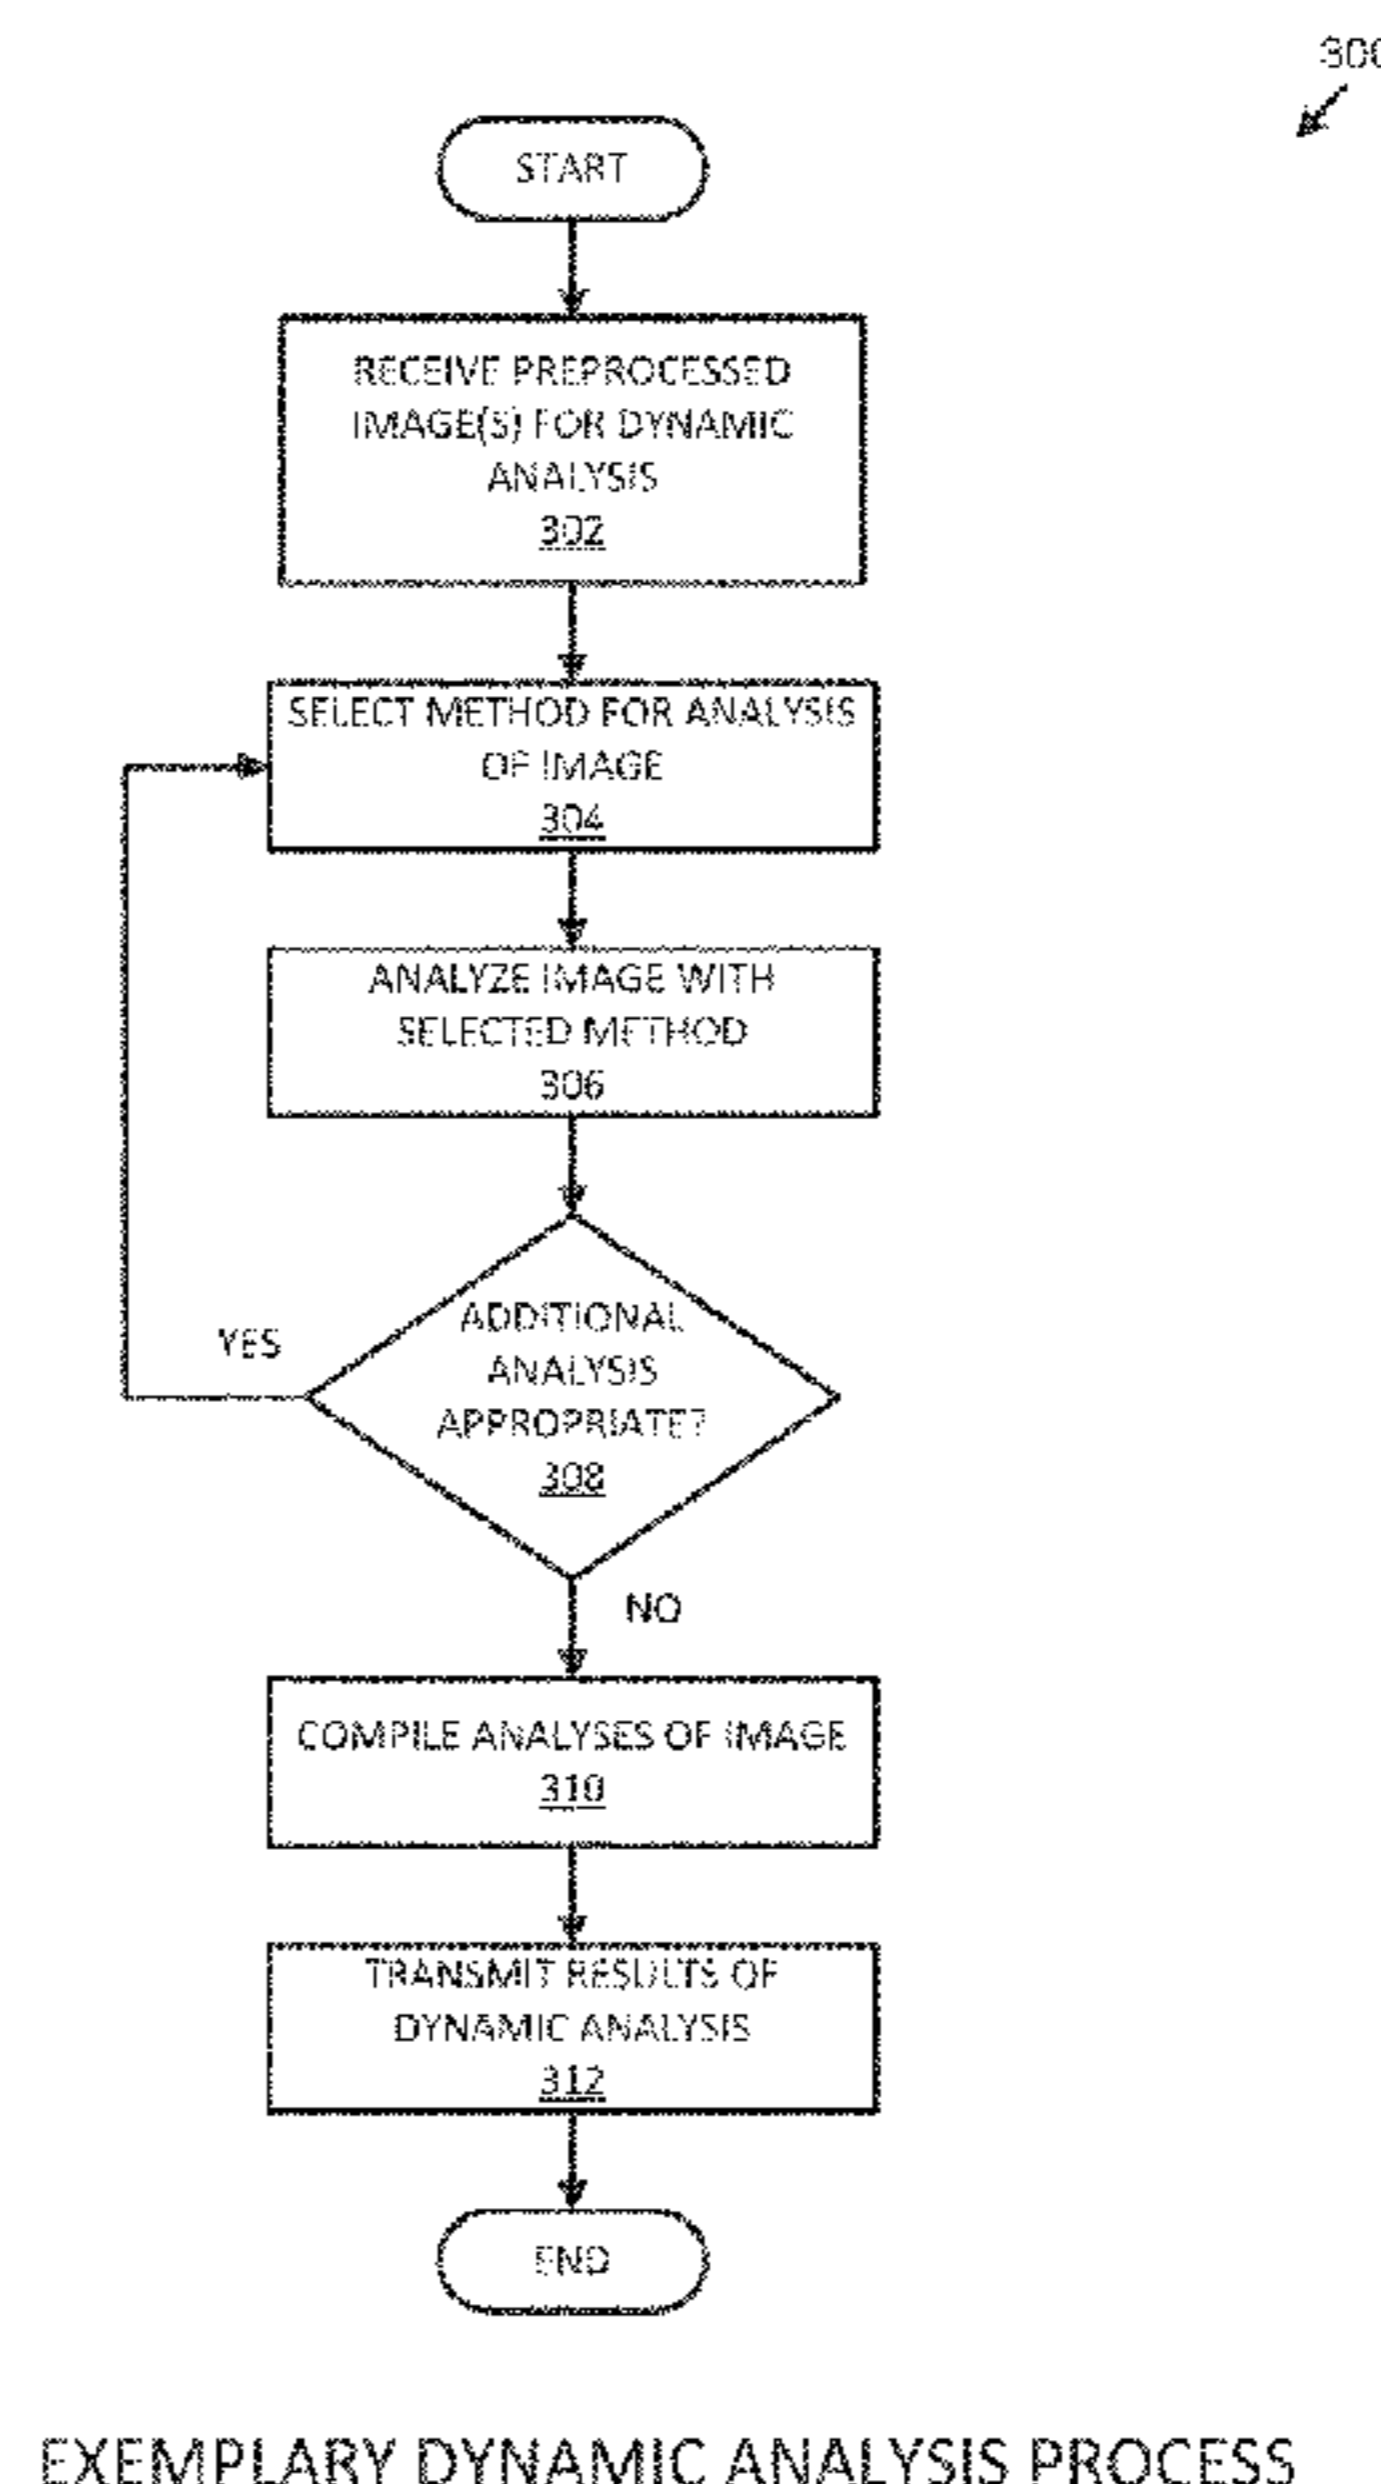 300
START
RECEIVE PREPROCESSED
IMAGE(S) FOR DYNAMIC
ANALYSIS
302
SELECT METHOD FOR ANALYSIS
OF IMAGE
304
ANALYZE IMAGE WITH
SELECTED METHOD
306
ADDITIONAL
ANALYSIS
APPROPRIATE?
308
YES
NO
COMPILE ANALYSES OF IMAGE
310
TRANSMIT RESULTS OF
DYNAMIC ANALYSIS
312
END
EXEMPLARY DYNAMIC ANALYSIS PROCESS